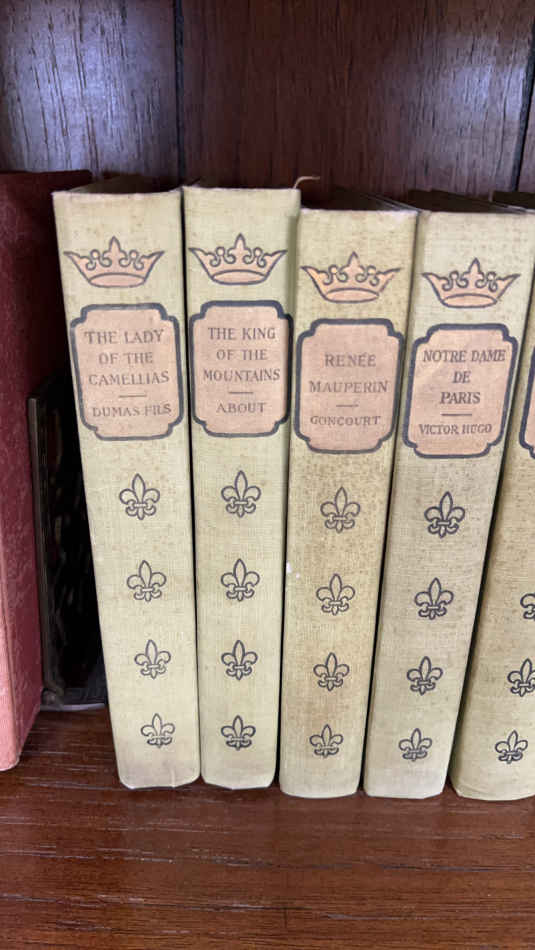 THE LADY
OF THE
CAMELLIAS
DUMAS FILS
THE KING
OF THE
MOUNTAINS
ABOUT
RENÉE
MAUPERIN
GONCOURT
NOTRE DAME
DE
PARIS
VICTOR HUGO